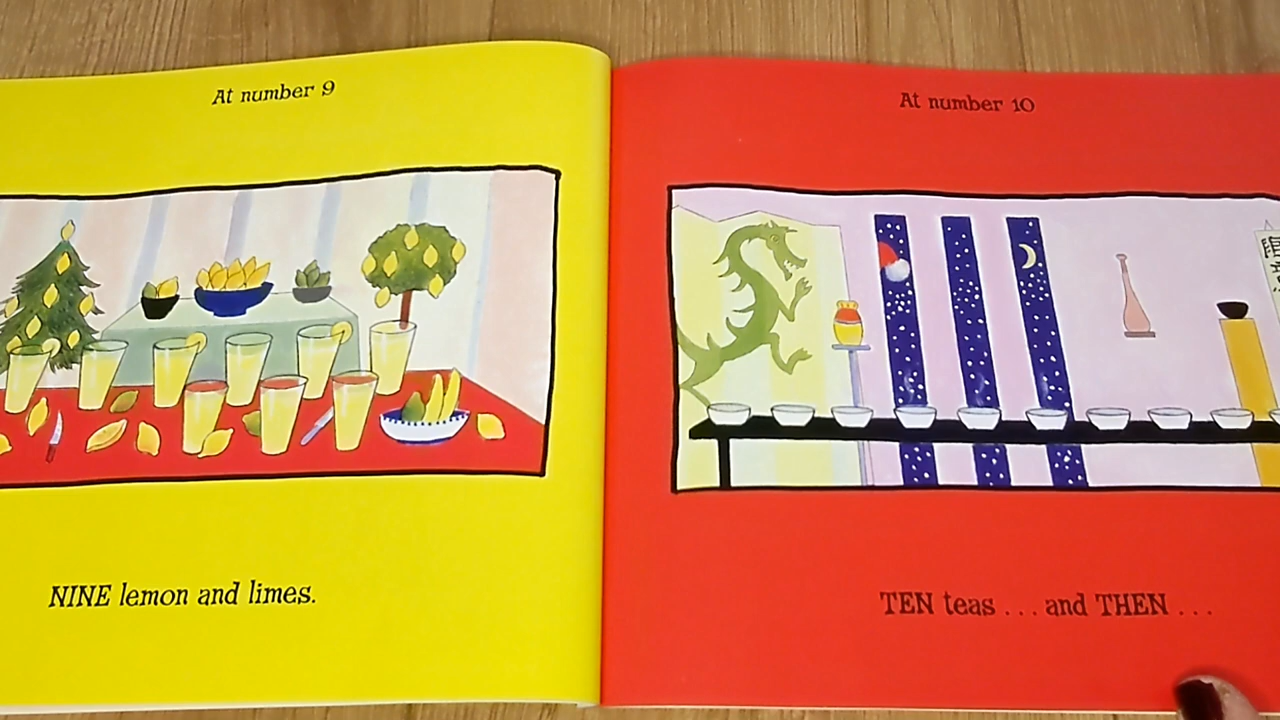 At number 9
NINE lemon and limes.
At number 10
TEN teas . . . and THEN . . .